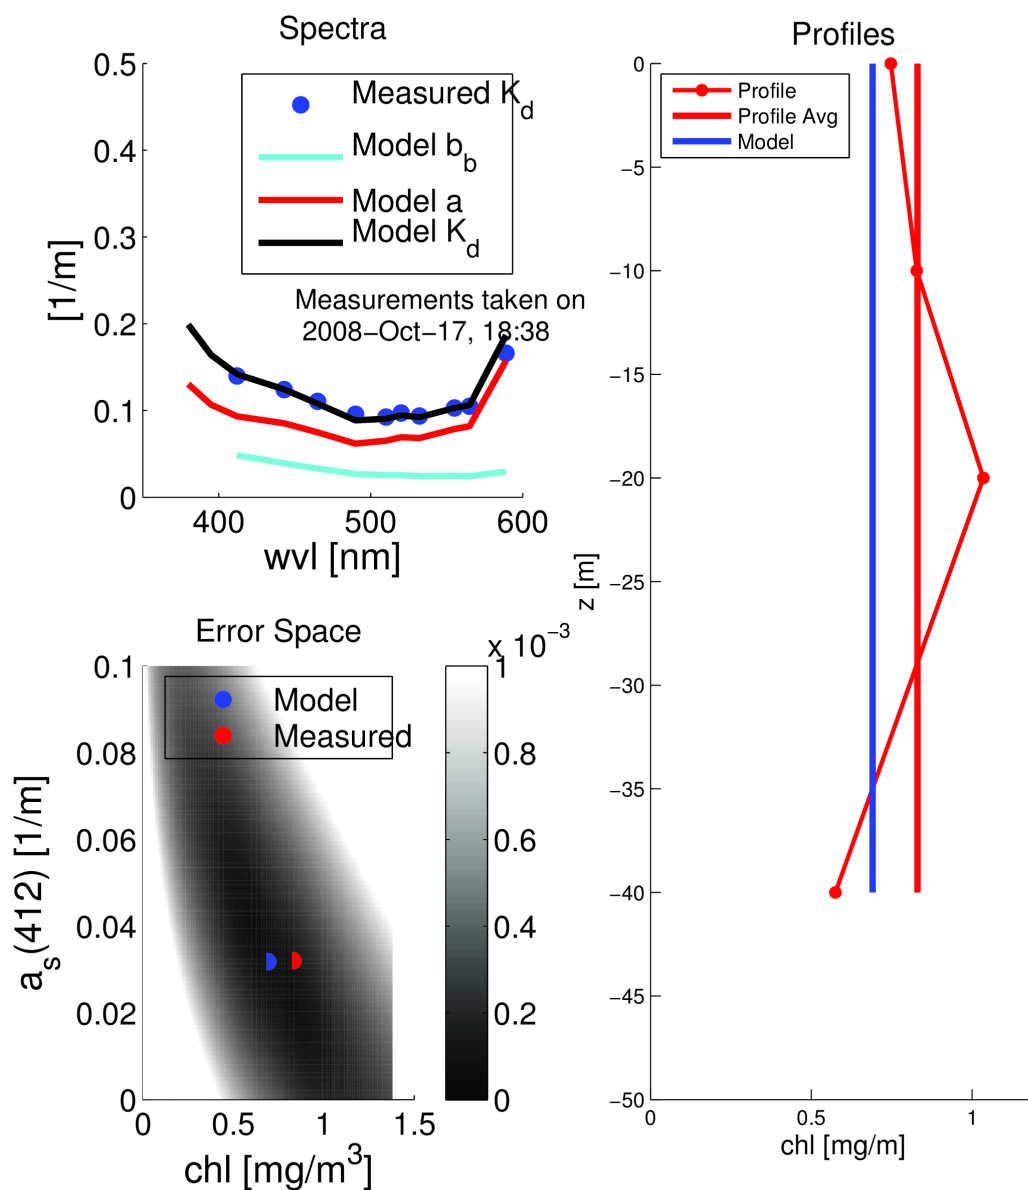 Spectra
0.5
0.4
0.3
0.2
0.1
0
[1/m]
Measured K_d
Model b_b
Model a
Model K_d
Measurements taken on
2008−Oct−17, 18:38
400
500
600
wvl [nm]
Error Space
x 10^−3
0.1
0.08
0.06
0.04
0.02
0
a_s(412) [1/m]
Model
Measured
1
0.8
0.6
0.4
0.2
0
0
0.5
1
1.5
chl [mg/m^3]
Profiles
0
−5
−10
−15
−20
−25
−30
−35
−40
−45
−50
z [m]
Profile
Profile Avg
Model
0
0.5
1
chl [mg/m]